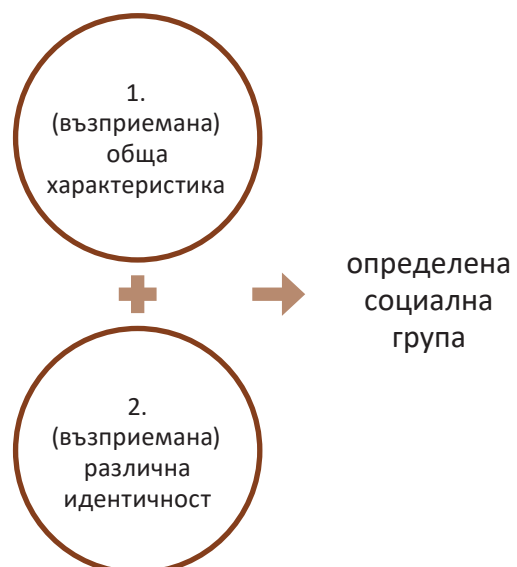 1.
(възприемана)
обща
характеристика
определена
социална
група
2.
(възприемана)
различна
идентичност